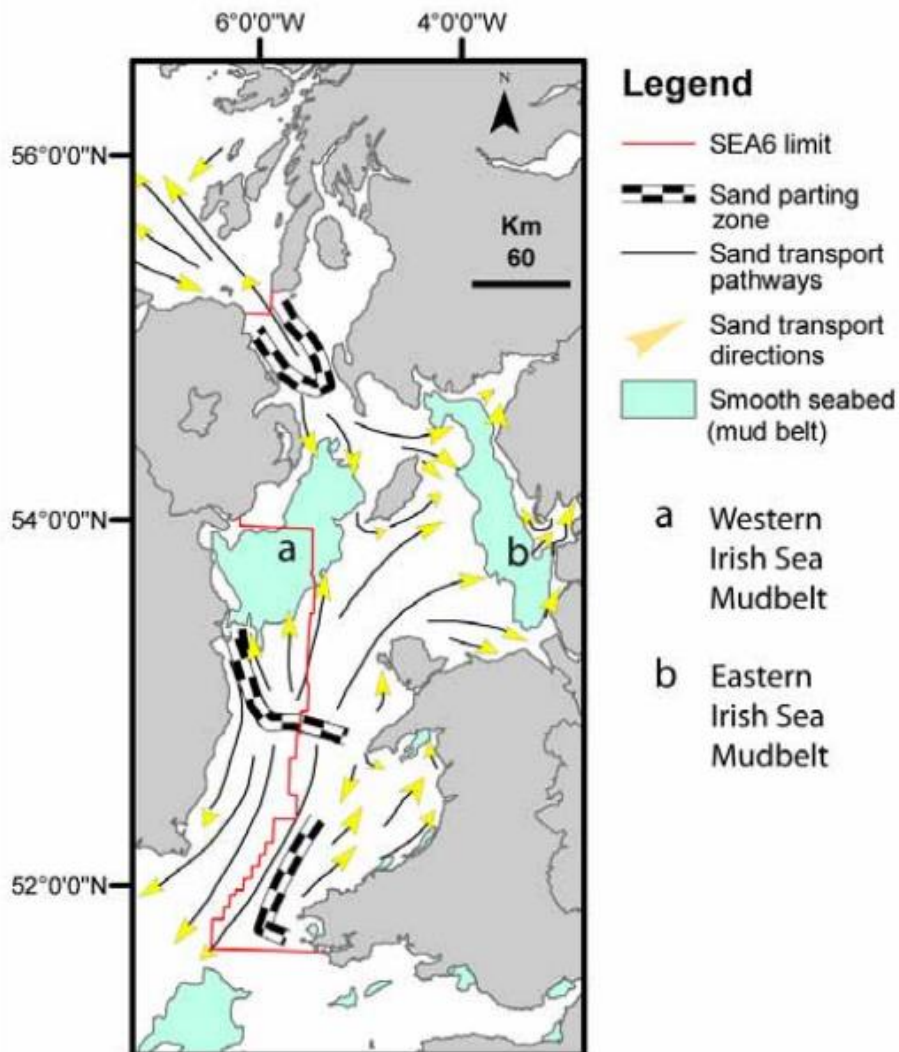 6°0'0"W
4°0'0"W
N
56°0'0"N
54°0'0"N
52°0'0"N
Km
60
a
b
Legend
SEA6 limit
Sand parting
zone
Sand transport
pathways
Sand transport
directions
Smooth seabed
(mud belt)
a Western
Irish Sea
Mudbelt
b Eastern
Irish Sea
Mudbelt